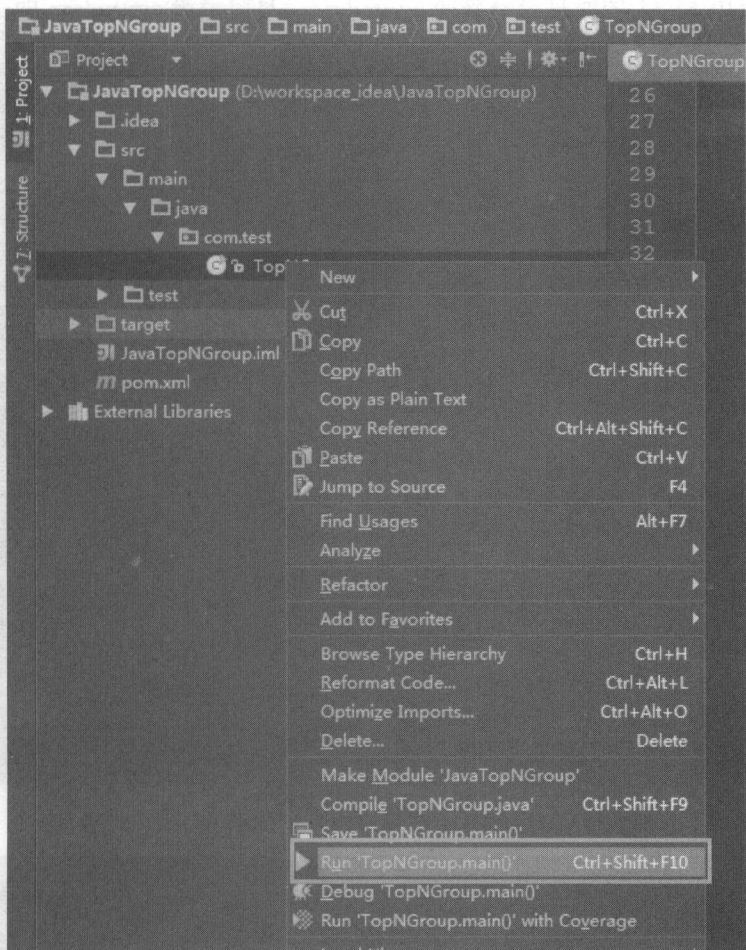 JavaTopNGroup src main java com test TopNGroup
1: Project
Project
TopNGroup
JavaTopNGroup (D:\workspace_idea\JavaTopNGroup)
26
.idea
27
src
28
main
29
java
30
com.test
31
32
Z: Structure
New
test
Cut Ctrl+X
target
Copy Ctrl+C
JavaTopNGroup.iml
Copy Path Ctrl+Shift+C
pom.xml
Copy as Plain Text
External Libraries
Copy Reference Ctrl+Alt+Shift+C
Paste Ctrl+V
Jump to Source F4
Find Usages Alt+F7
Analyze
Refactor
Add to Favorites
Browse Type Hierarchy Ctrl+H
Reformat Code... Ctrl+Alt+L
Optimize Imports... Ctrl+Alt+O
Delete... Delete
Make Module 'JavaTopNGroup'
Compile 'TopNGroup.java' Ctrl+Shift+F9
Save 'TopNGroup.main()'
Run 'TopNGroup.main()' Ctrl+Shift+F10
Debug 'TopNGroup.main()'
Run 'TopNGroup.main()' with Coverage